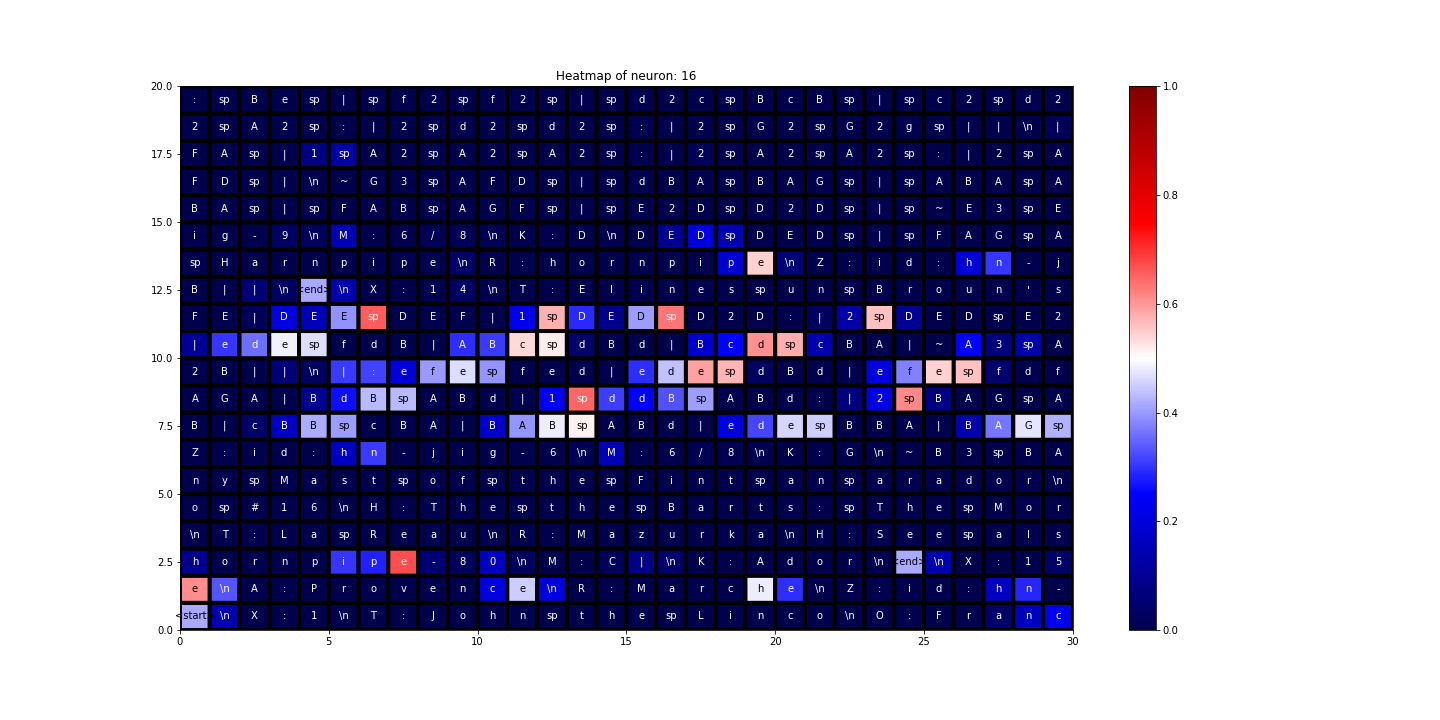 Heatmap of neuron: 16
20.0 : sp B e sp | sp f 2 sp f 2 sp | sp d 2 c sp B c B sp | sp c 2 sp d 2 1.0
2 sp A 2 sp : | 2 sp d 2 sp d 2 sp : | 2 sp G 2 sp G 2 g sp | | \n |
17.5 F A sp | 1 sp A 2 sp A 2 sp A 2 sp : | 2 sp A 2 sp A 2 sp : | 2 sp A
F D sp | \n ~ G 3 sp A F D sp | sp d B A sp B A G sp | sp A B A sp A 0.8
15.0 B A sp | sp F A B sp A G F sp | sp E 2 D sp D 2 D sp | sp ~ E 3 sp E
i g - 9 \n M : 6 / 8 \n K : D \n D E D sp D E D sp | sp F A G sp A
sp H a r n p i p e \n R : h o r n p i p e \n Z : i d : h n - j 0.6
12.5 B | | \n <end> \n X : 1 4 \n T : E l i n e s sp u n sp B r o u n ' s
F E | D E E sp D E F | 1 sp D E D sp D 2 D : | 2 sp D E D sp E 2
10.0 | e d e sp f d B | A B c sp d B d | B c d sp c B A | ~ A 3 sp A
2 B | | \n | : e f e sp f e d | e d e sp d B d | e f e sp f d f 0.4
A G A | B d B sp A B d | 1 sp d d B sp A B d : | 2 sp B A G sp A
7.5 B | c B B sp c B A | B A B sp A B d | e d e sp B B A | B A G sp
Z : i d : h n - j i g - 6 \n M : 6 / 8 \n K : G \n ~ B 3 sp B A
5.0 n y sp M a s t sp o f sp t h e sp F i n t sp a n sp a r a d o r \n 0.2
o sp # 1 6 \n H : T h e sp t h e sp B a r t s : sp T h e sp M o r
\n T : L a sp R e a u \n R : M a z u r k a \n H : S e e sp a l s
2.5 h o r n p i p e - 8 0 \n M : C | \n K : A d o r \n <end> \n X : 1 5
e \n A : P r o v e n c e \n R : M a r c h e \n Z : i d : h n -
0.0 <start> \n X : 1 \n T : J o h n sp t h e sp L i n c o \n O : F r a n c 0.0
0 5 10 15 20 25 30